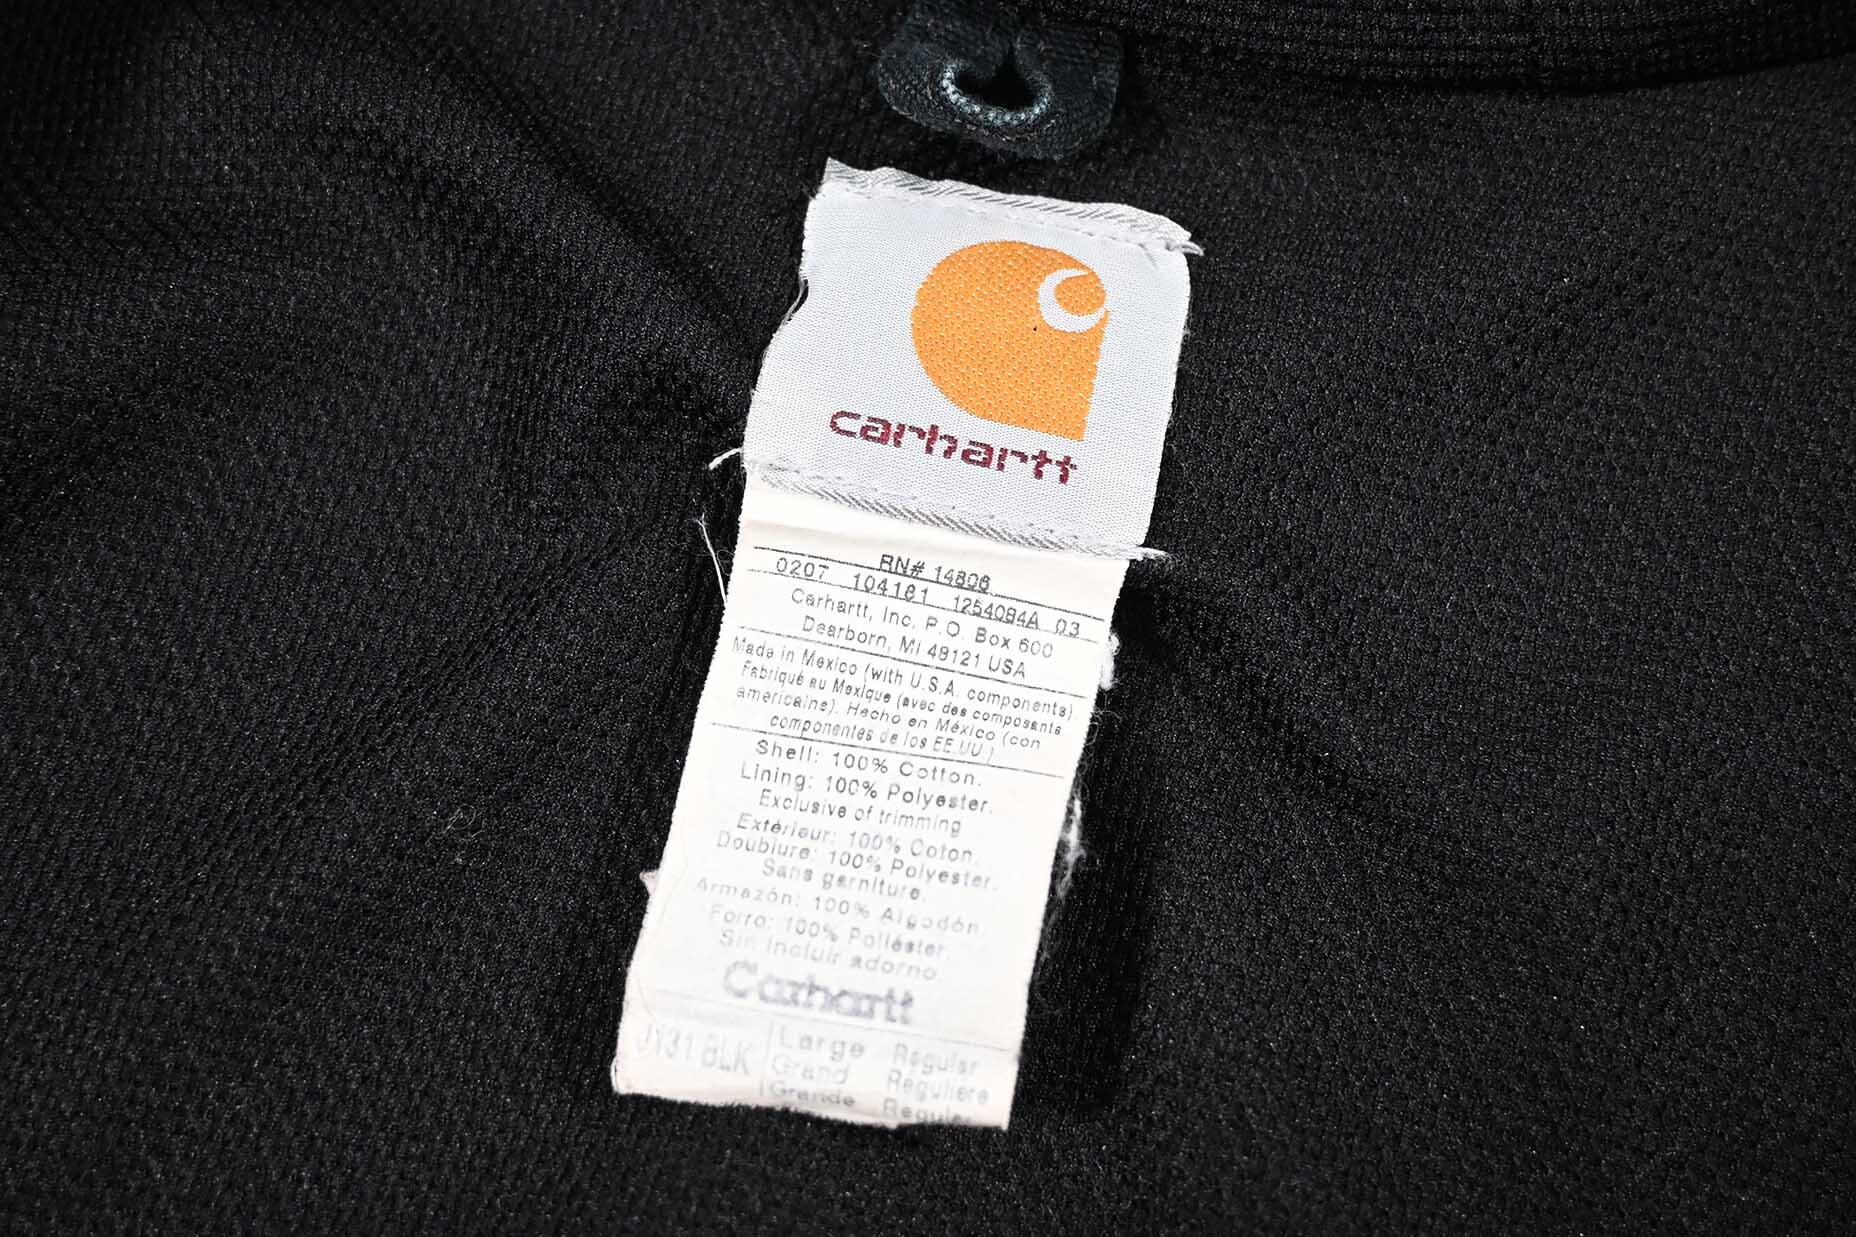 carhartt
RN# 14806
0207 104181 1254084A 03
Carhartt, Inc. P.O. Box 600
Dearborn, MI 48121 USA
Made in Mexico (with U.S.A. components).
Fabriqué au Mexique (avec des composants
americaine). Hecho en México (con
componentes de los EE.UU.)
Shell: 100% Cotton.
Lining: 100% Polyester.
Exclusive of trimming
Extérieur: 100% Coton.
Doublure: 100% Polyester.
Sans garniture.
Armazón: 100% Algodón.
Forro: 100% Poliéster.
Sin incluir adorno.
Carhartt
JY31 BLK Large Regular
Grand Reguliere
Grande Regular